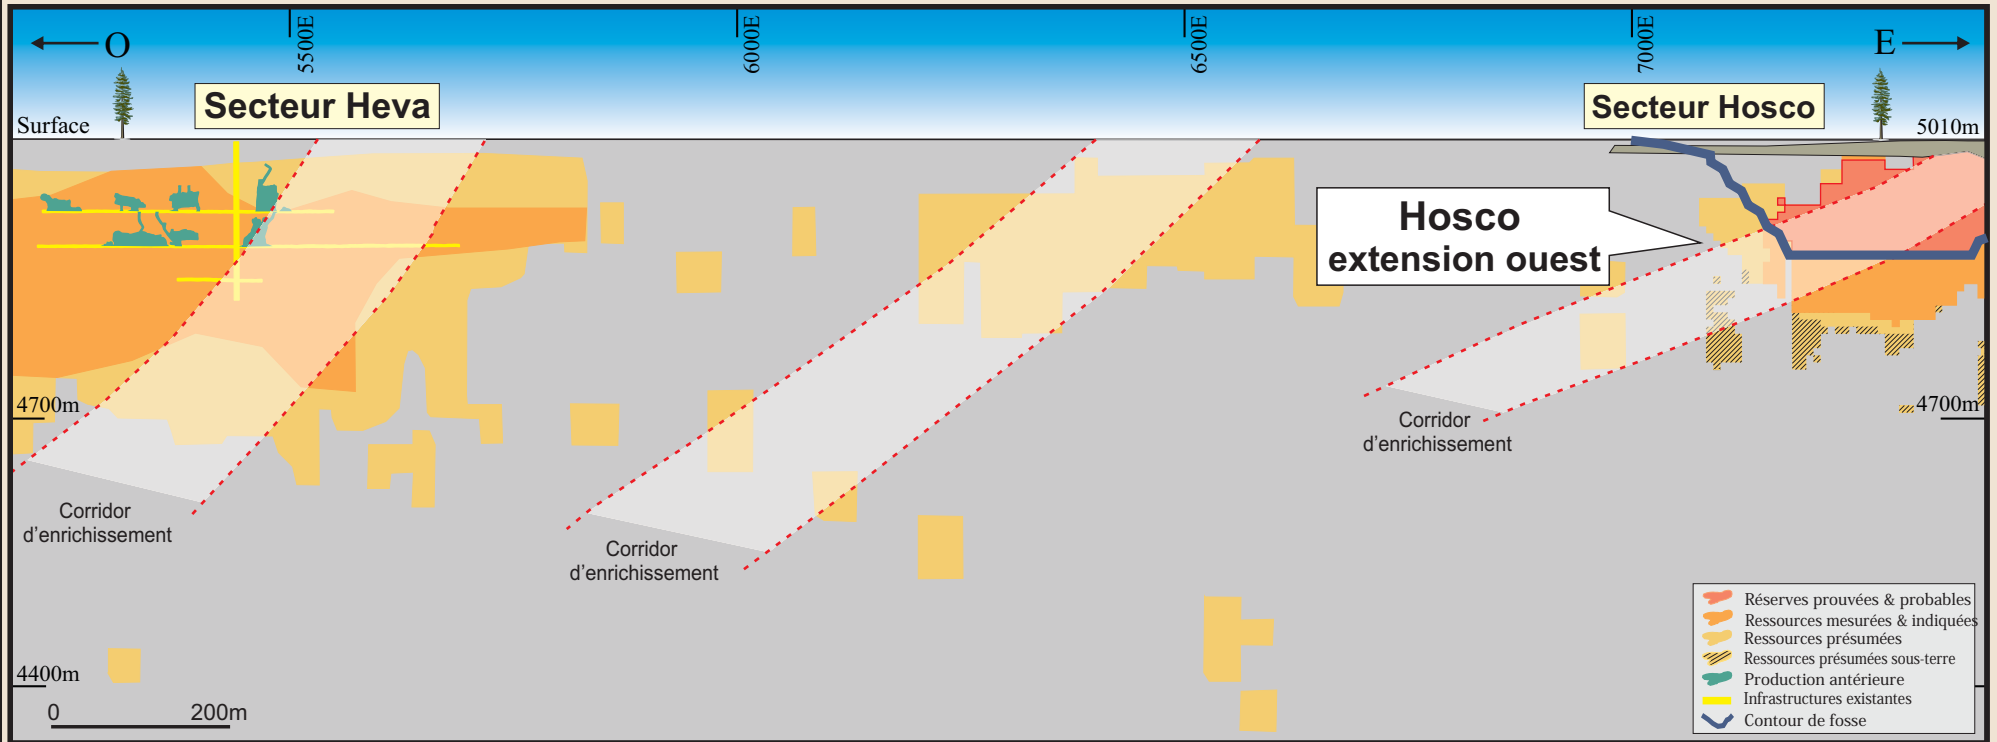 O
5500E
6000E
6500E
7000E
E
Secteur Heva
Secteur Hosco
Surface
5010m
Hosco
extension ouest
4700m
4700m
Corridor
d'enrichissement
Corridor
d'enrichissement
Corridor
d'enrichissement
4400m
0 200m
Réserves prouvées & probables
Ressources mesurées & indiquées
Ressources présumées
Ressources présumées sous-terre
Production antérieure
Infrastructures existantes
Contour de fosse